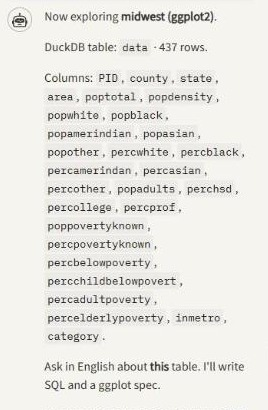 Now exploring midwest (ggplot2).
DuckDB table: data · 437 rows.
Columns: PID, county, state,
area, poptotal, popdensity,
popwhite, popblack,
popamerindian, popasian,
popother, percwhite, percblack,
percamerindan, percasian,
percother, popadults, perchsd,
percollege, percprof,
poppovertyknown,
percpovertyknown,
percbelowpoverty,
percchildbelowpovert,
percadultpoverty,
percelderlypoverty, inmetro,
category.
Ask in English about this table. I'll write
SQL and a ggplot spec.